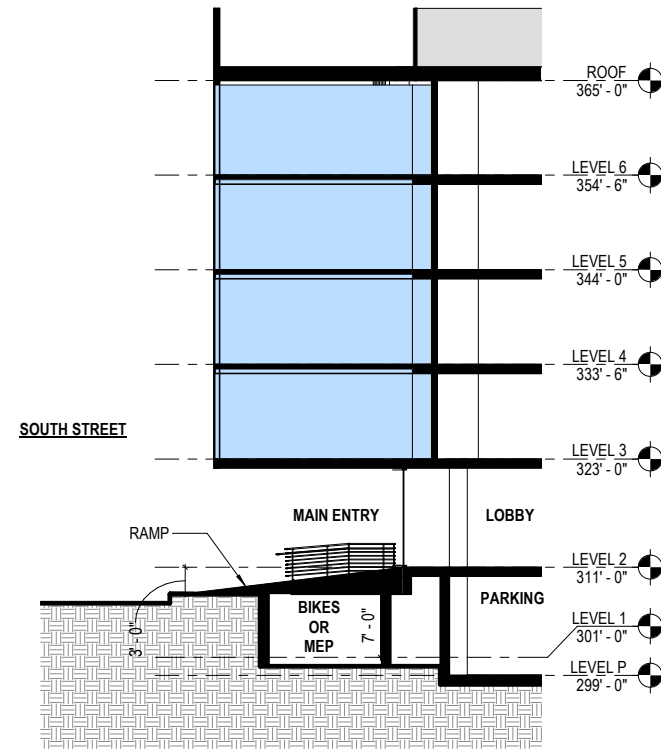 ROOF
365' - 0"
LEVEL 6
354' - 6"
LEVEL 5
344' - 0"
LEVEL 4
333' - 6"
SOUTH STREET
LEVEL 3
323' - 0"
MAIN ENTRY
LOBBY
RAMP
LEVEL 2
311' - 0"
PARKING
BIKES
OR
MEP
7' - 0"
3' - 0"
LEVEL 1
301' - 0"
LEVEL P
299' - 0"